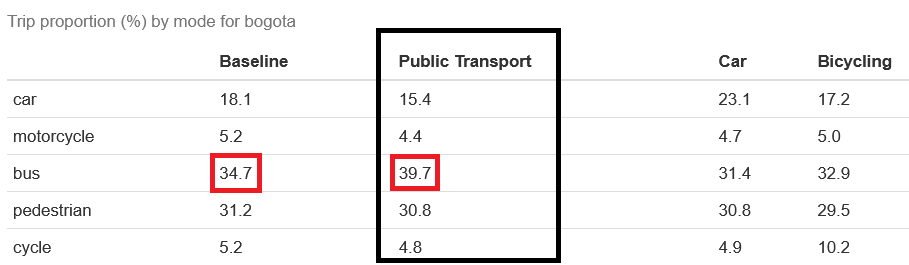 Trip proportion (%) by mode for bogota
Baseline Public Transport Car Bicycling
car 18.1 15.4 23.1 17.2
motorcycle 5.2 4.4 4.7 5.0
bus 34.7 39.7 31.4 32.9
pedestrian 31.2 30.8 30.8 29.5
cycle 5.2 4.8 4.9 10.2